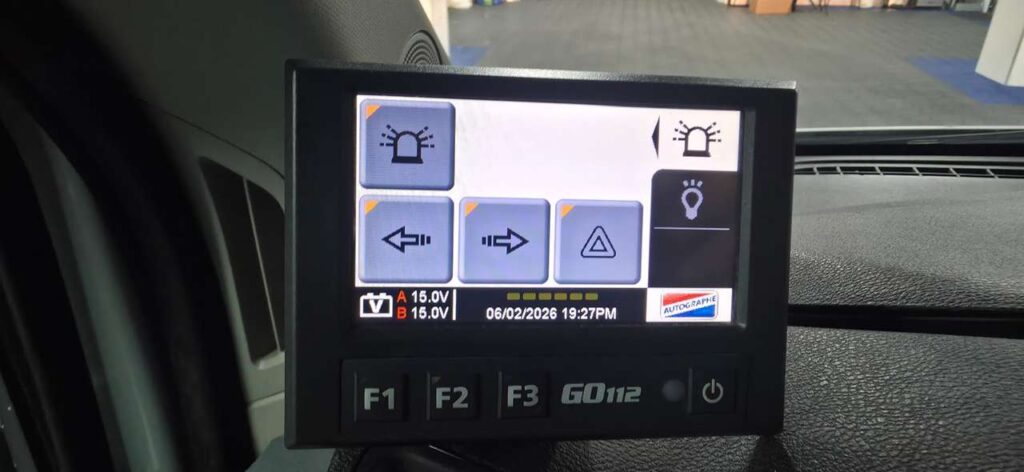 A 15.0V
B 15.0V
V
06/02/2026 19:27PM
AUTOGRAPHE
F1 F2 F3 GO112